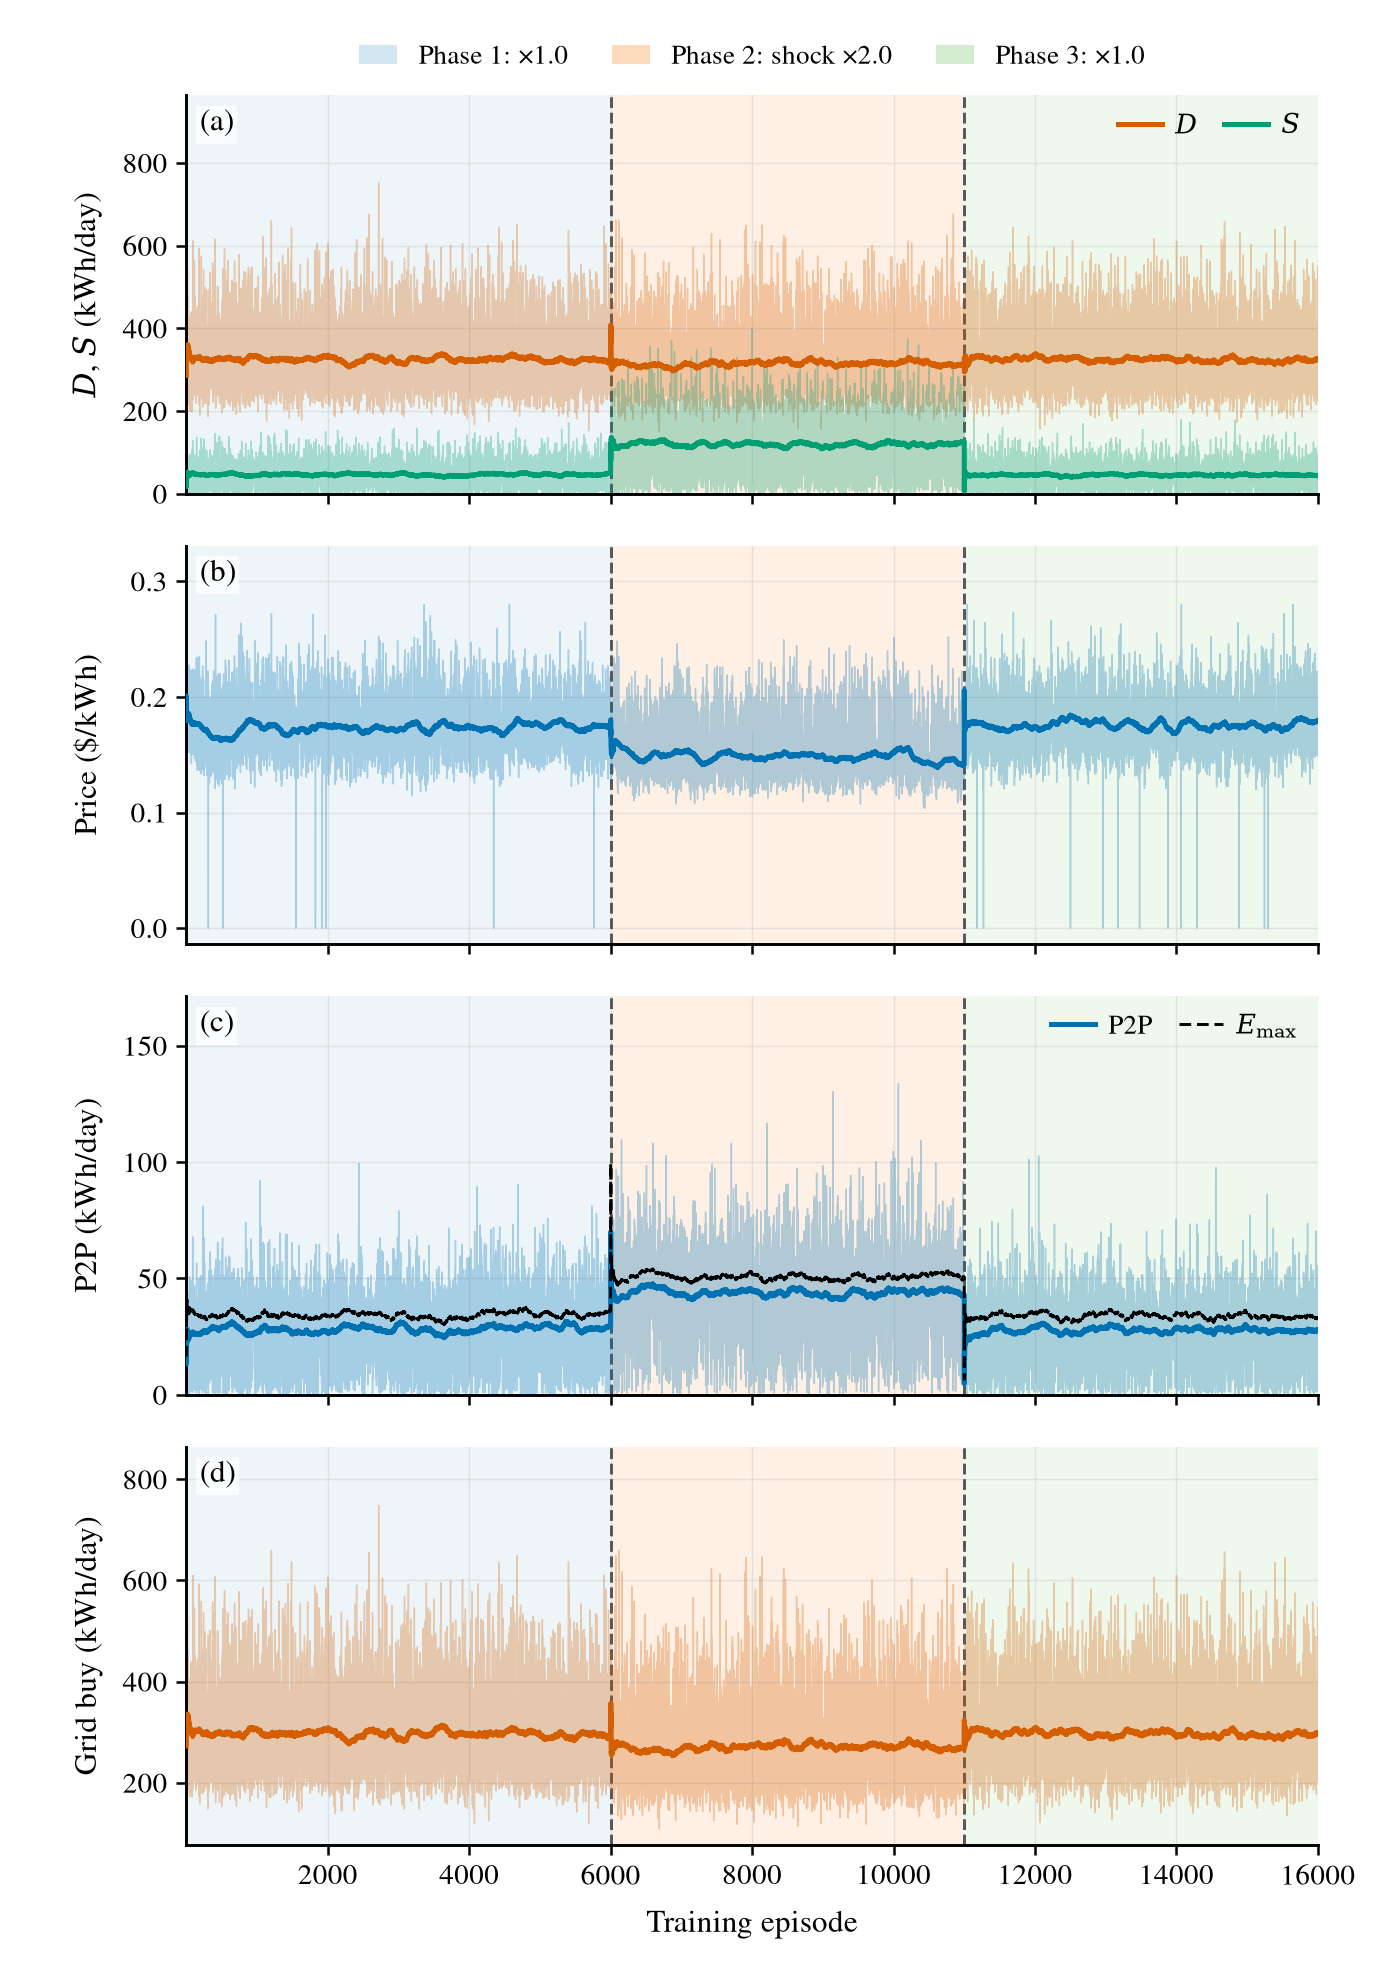 Phase 1: ×1.0 Phase 2: shock ×2.0 Phase 3: ×1.0
(a)
D S
800
600
400
200
0
D, S (kWh/day)
(b)
0.3
0.2
0.1
0.0
Price ($/kWh)
(c)
P2P E_max
150
100
50
0
P2P (kWh/day)
(d)
800
600
400
200
Grid buy (kWh/day)
2000 4000 6000 8000 10000 12000 14000 16000
Training episode